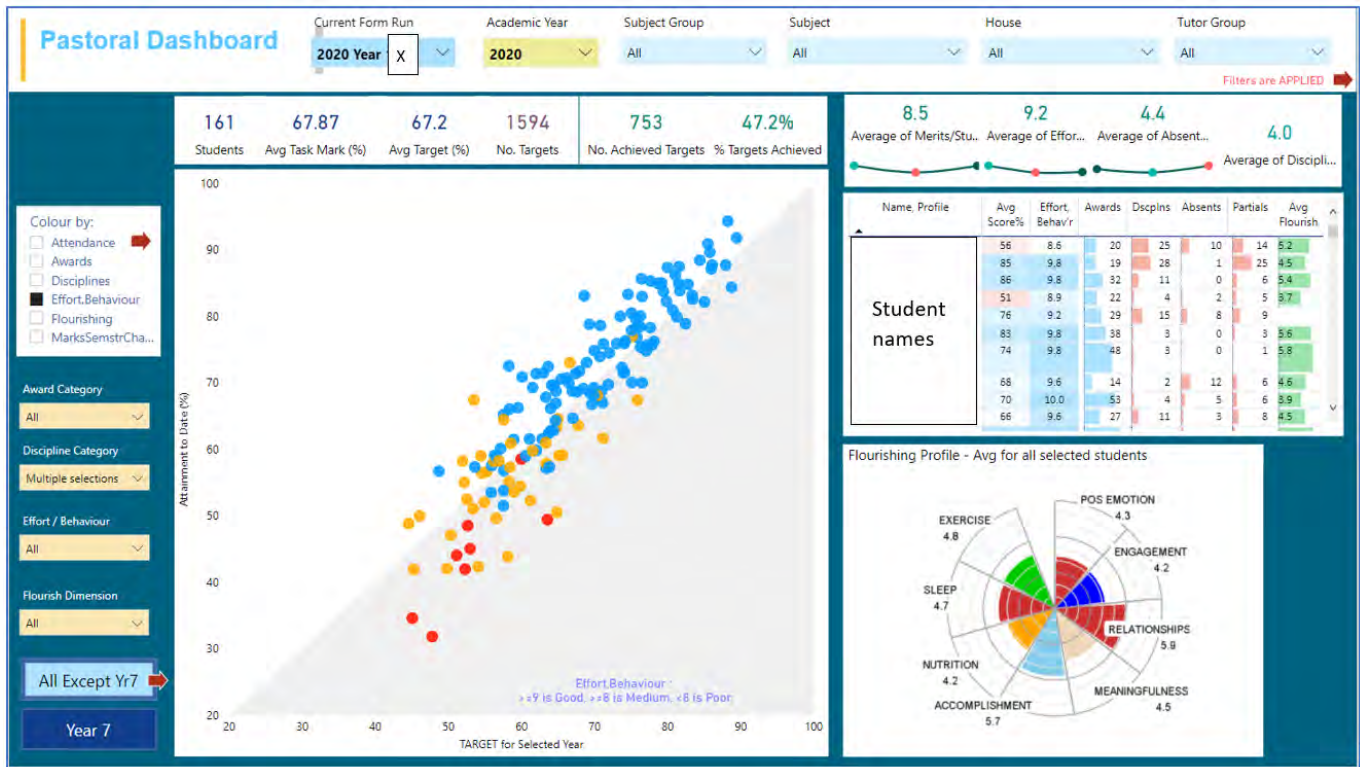 Pastoral Dashboard
Current Form Run
2020 Year
X
Academic Year
2020
Subject Group
All
Subject
All
House
All
Tutor Group
All
Filters are APPLIED
161
Students
67.87
Avg Task Mark (%)
67.2
Avg Target (%)
1594
No. Targets
753
No. Achieved Targets
47.2%
% Targets Achieved
8.5
Average of Merits/Stu..
9.2
Average of Effor...
4.4
Average of Absent...
4.0
Average of Discipli...
Colour by:
Attendance
Awards
Disciplines
Effort,Behaviour
Flourishing
MarksSemstrCha...
Award Category
All
Discipline Category
Multiple selections
Effort / Behaviour
All
Flourish Dimension
All
All Except Yr7
Year 7
Attainment to Date (%)
100
90
80
70
60
50
40
30
20
20 30 40 50 60 70 80 90 100
TARGET for Selected Year
Effort,Behaviour :
>=9 is Good, >=8 is Medium, <8 is Poor
Name, Profile Avg Score% Effort, Behav'r Awards Dscplns Absents Partials Avg Flourish
Student
names
56 8.6 20 25 10 14 5.2
85 9.8 19 28 1 25 4.5
86 9.8 32 11 0 6 5.4
51 8.9 22 4 2 5 3.7
76 9.2 29 15 8 9
83 9.8 38 3 0 3 5.6
74 9.8 48 3 0 1 5.8
68 9.6 14 2 12 6 4.6
70 10.0 53 4 5 6 3.9
66 9.6 27 11 3 8 4.5
Flourishing Profile - Avg for all selected students
POS EMOTION
4.3
ENGAGEMENT
4.2
RELATIONSHIPS
5.9
MEANINGFULNESS
4.5
ACCOMPLISHMENT
5.7
NUTRITION
4.2
SLEEP
4.7
EXERCISE
4.8